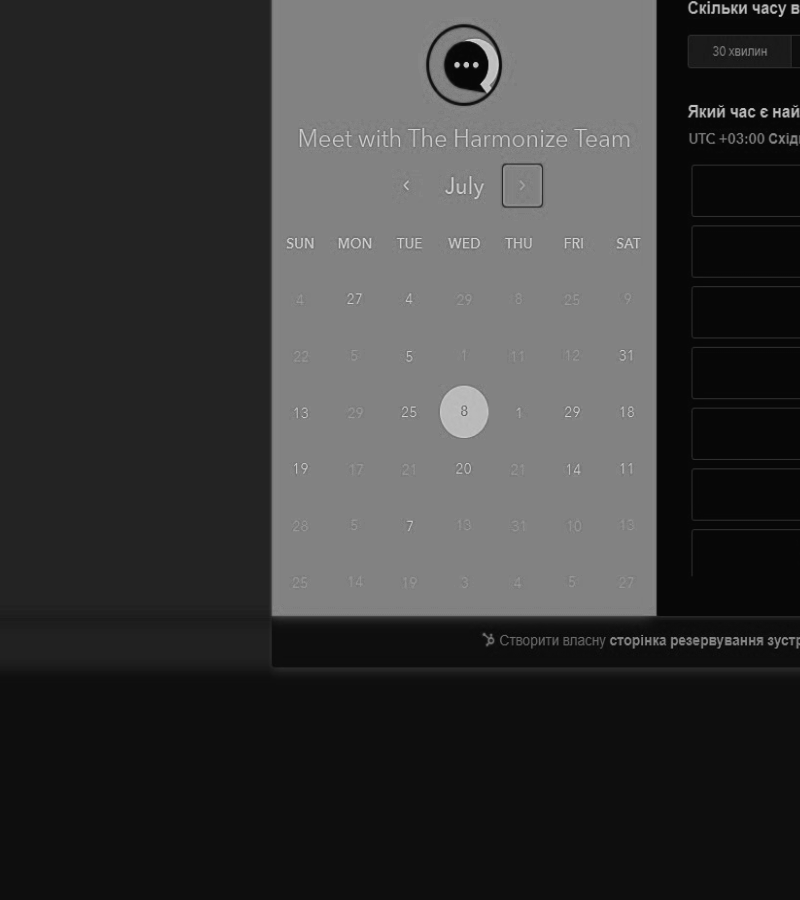 Meet with The Harmonize Team
July
SUN MON TUE WED THU FRI SAT
4 27 4 29 8 25 9
22 5 5 1 11 12 31
13 29 25 8 1 29 18
19 17 21 20 21 14 11
28 5 7 13 31 10 13
25 14 19 3 4 5 27
Скільки часу в
30 хвилин
Який час є най
UTC +03:00 Східн
Створити власну сторінка резервування зустр